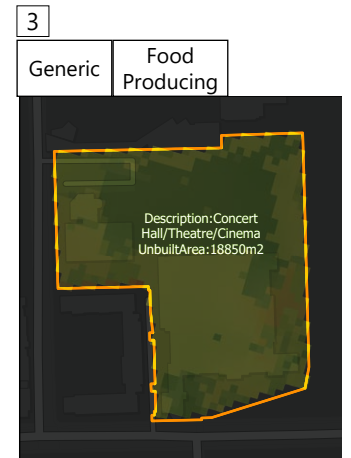 3
Generic
Food
Producing
Description:Concert
Hall/Theatre/Cinema
UnbuiltArea:18850m2